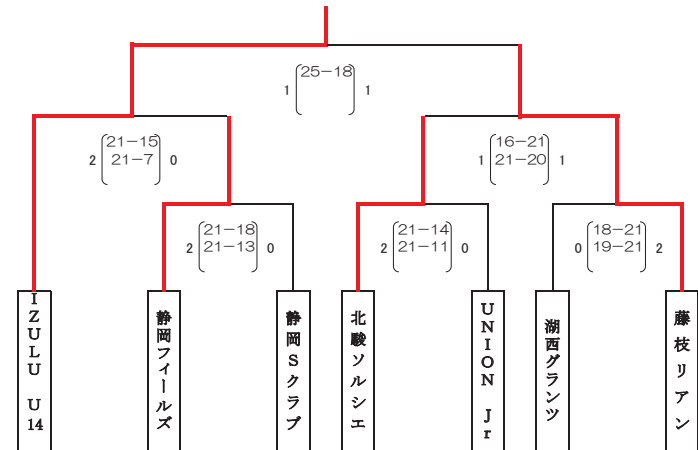 25−18
1 1
21−15
2 21−7 0
16−21
1 21−20 1
21−18
2 21−13 0
21−14
2 21−11 0
18−21
0 19−21 2
IZULU U14
静岡フィールズ
静岡Sクラブ
北駿ソルシエ
UNION Jr
湖西グランツ
藤枝リアン